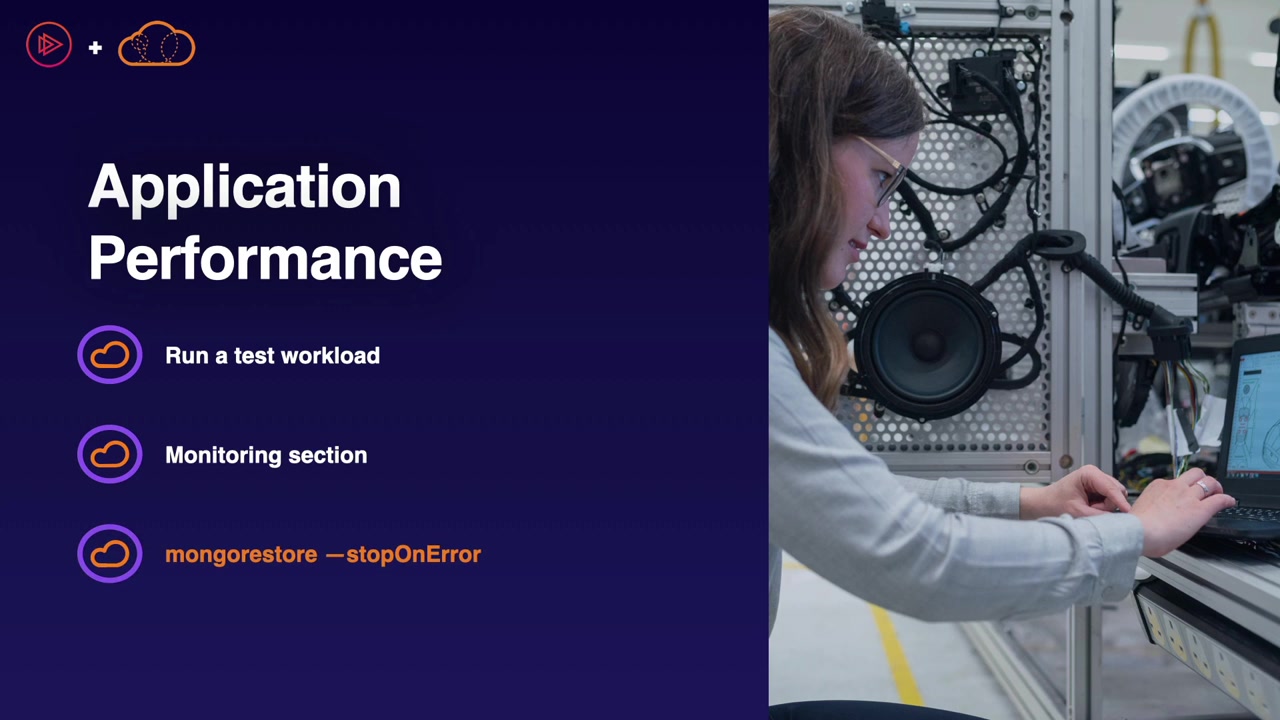 +
Application
Performance
Run a test workload
Monitoring section
mongorestore —stopOnError